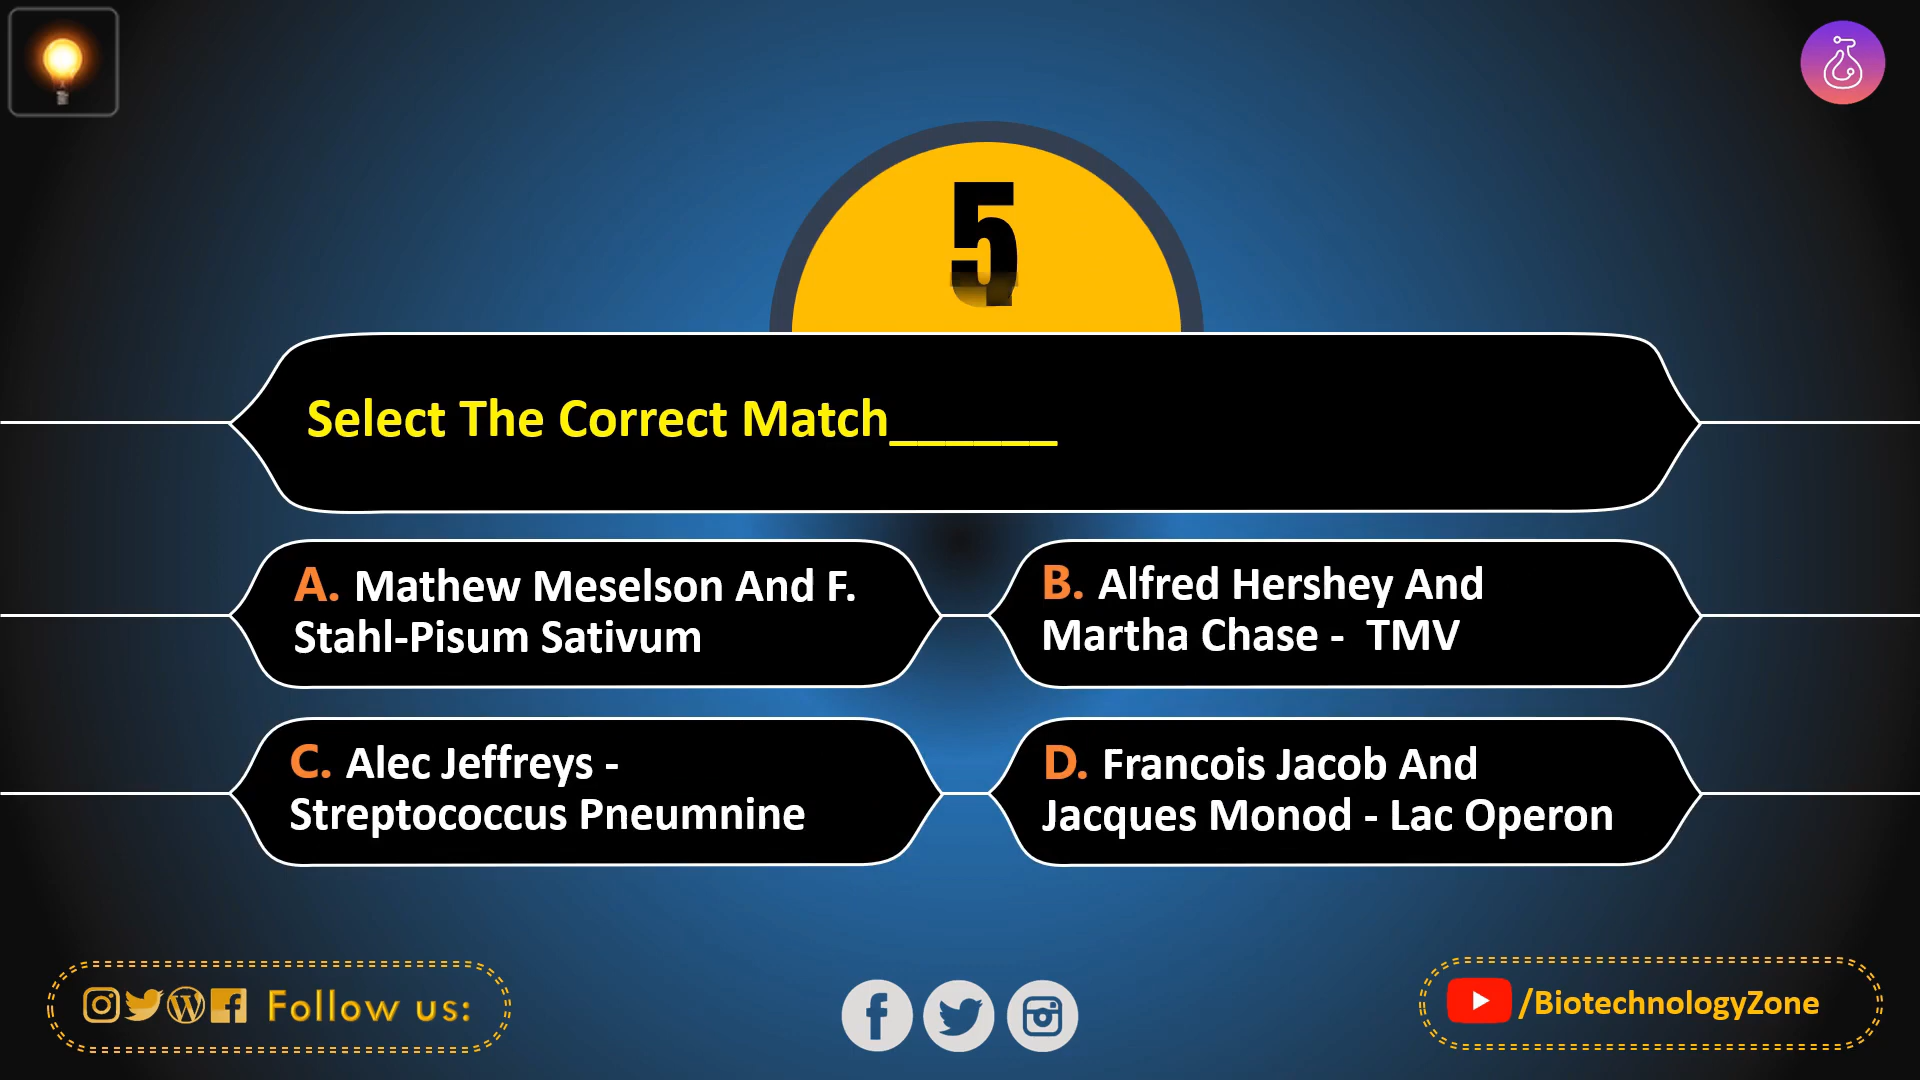 5
Select The Correct Match______
A. Mathew Meselson And F.
Stahl-Pisum Sativum
B. Alfred Hershey And
Martha Chase -  TMV
C. Alec Jeffreys -
Streptococcus Pneumnine
D. Francois Jacob And
Jacques Monod - Lac Operon
Follow us:
/BiotechnologyZone